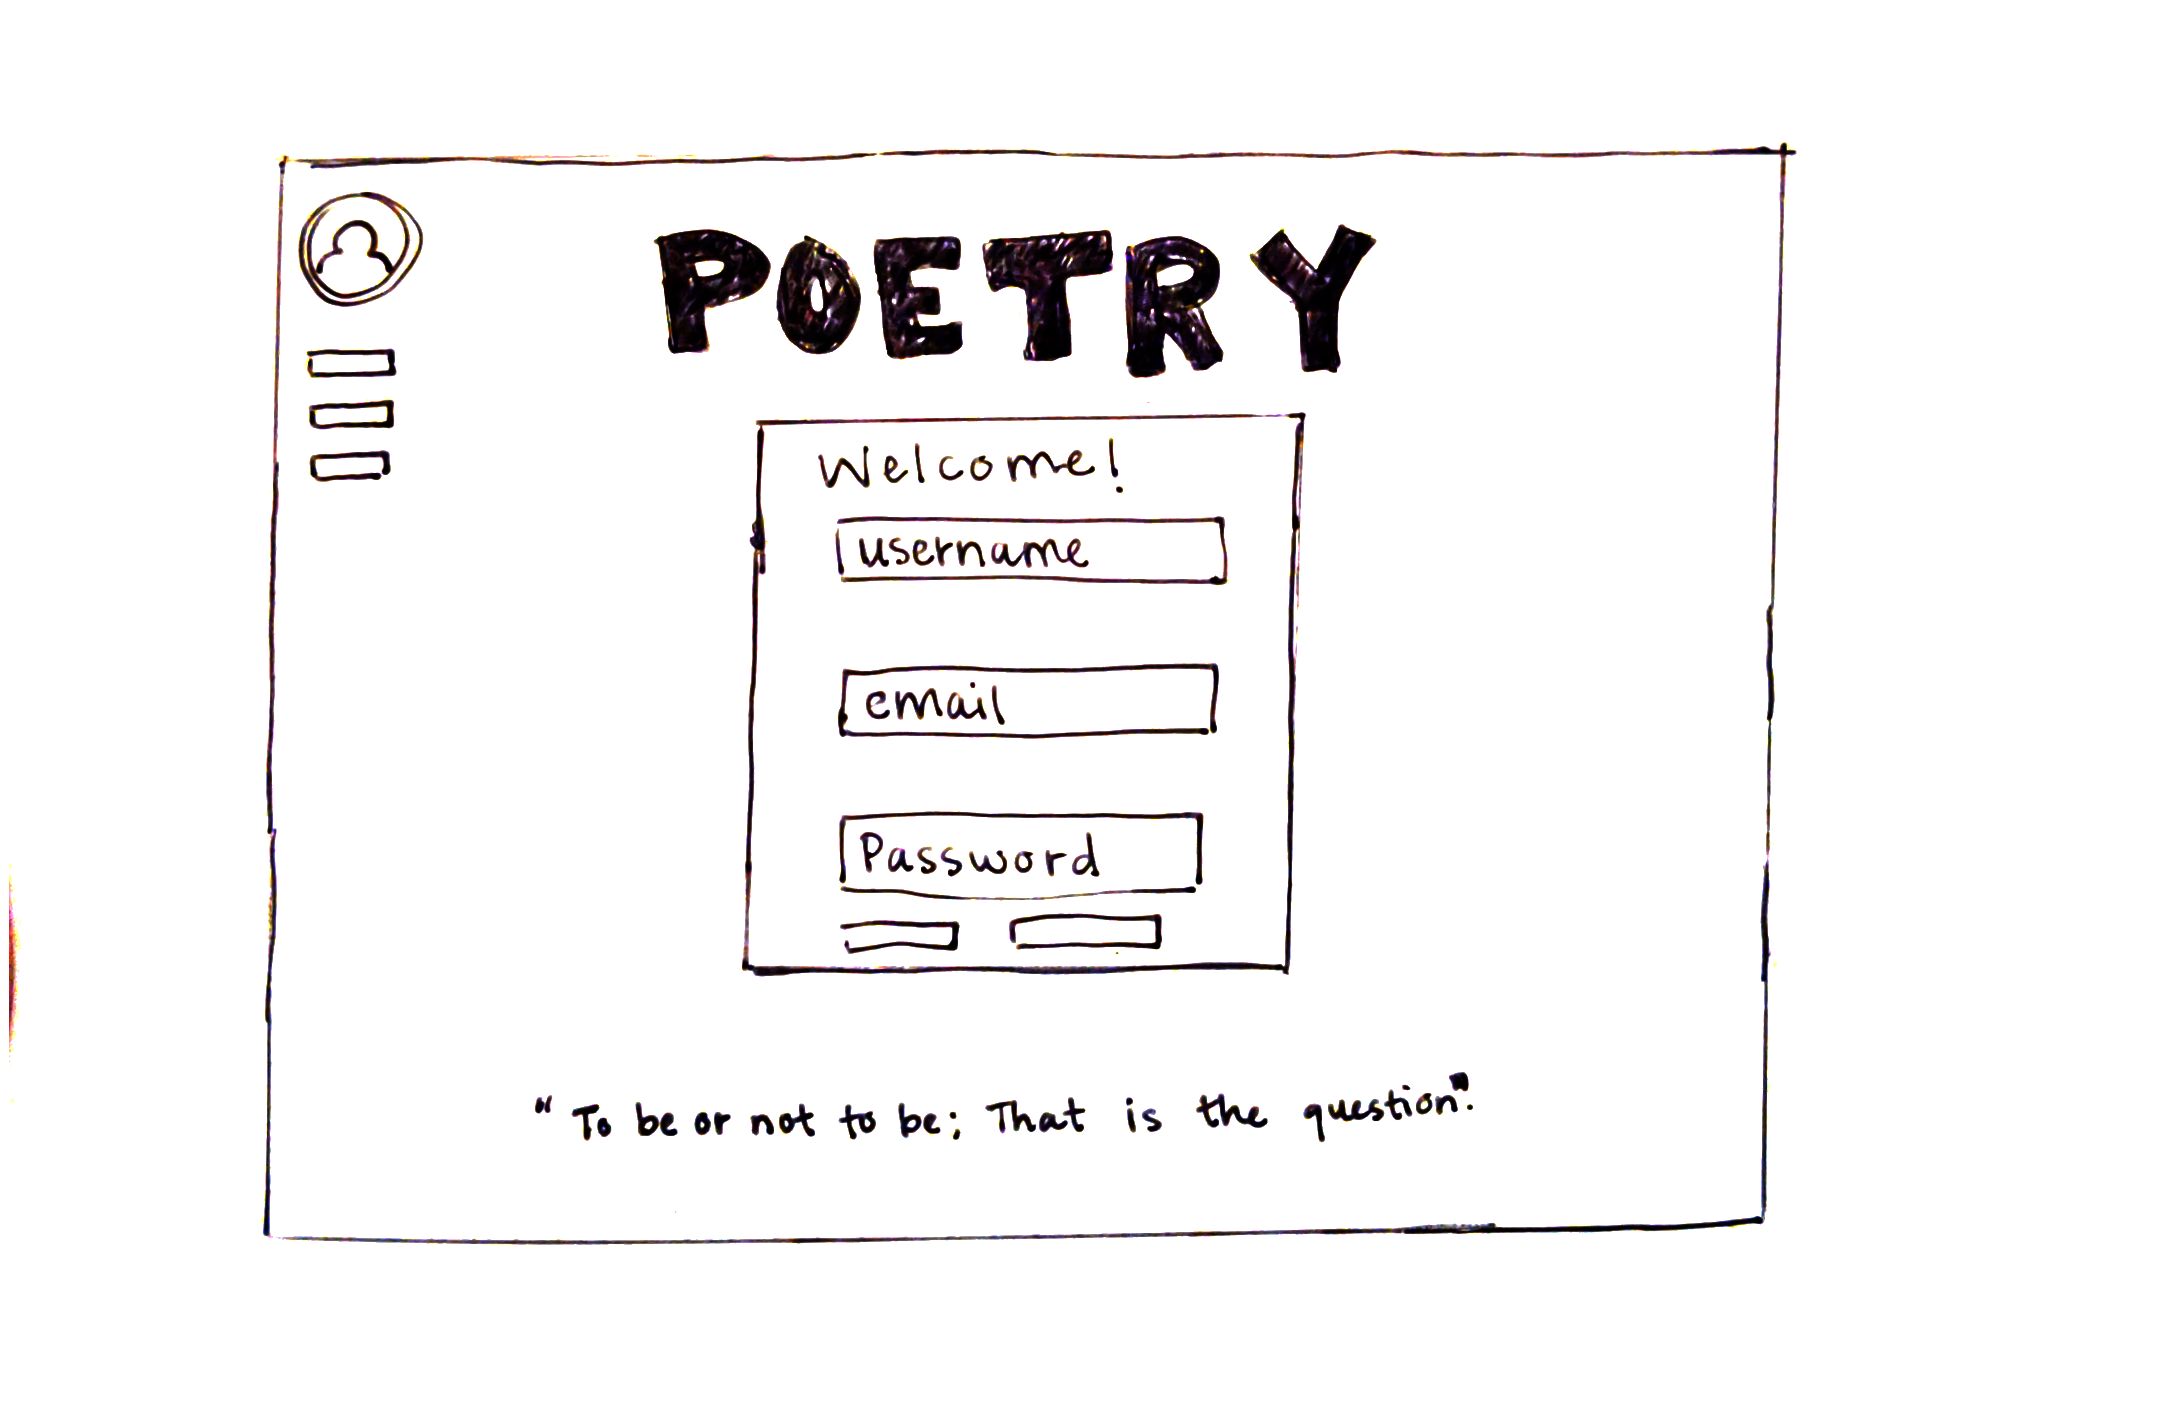 POETRY
Welcome!
username
email
Password
"To be or not to be; That is the question".